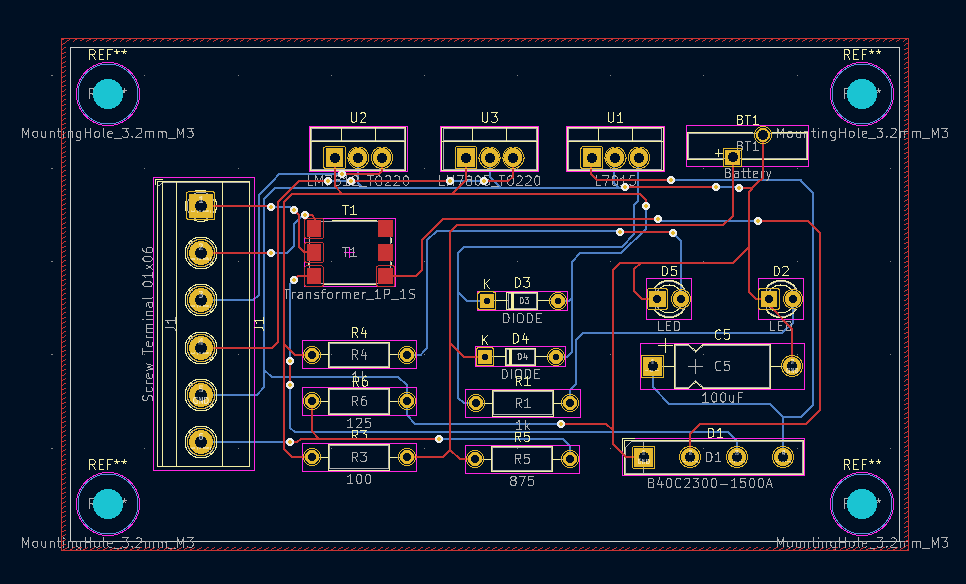 REF**
REF**
MountingHole_3.2mm_M3
MountingHole_3.2mm_M3
U2
U3
U1
BT1
BT1
+
Battery
L7815
T1
T1
Transformer_1P_1S
Screw Terminal 01x06
J1
J1
K
D3
D3
DIODE
D5
LED
D2
LED
K
D4
D4
DIODE
R4
R4
1k
C5
+
C5
100uF
R6
R6
125
R1
R1
1k
R3
R3
100
R5
R5
875
D1
D1
B40C2300-1500A
REF**
REF**
MountingHole_3.2mm_M3
MountingHole_3.2mm_M3